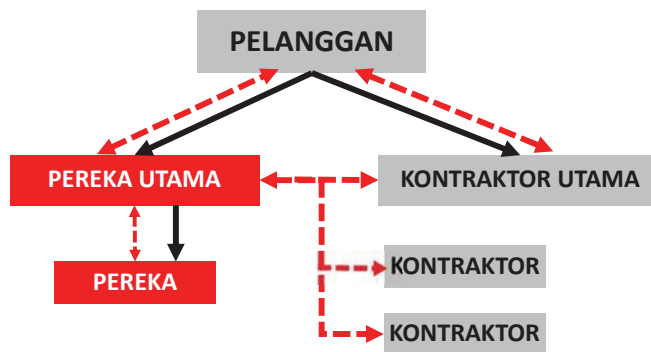 PELANGGAN
PEREKA UTAMA
KONTRAKTOR UTAMA
PEREKA
KONTRAKTOR
KONTRAKTOR